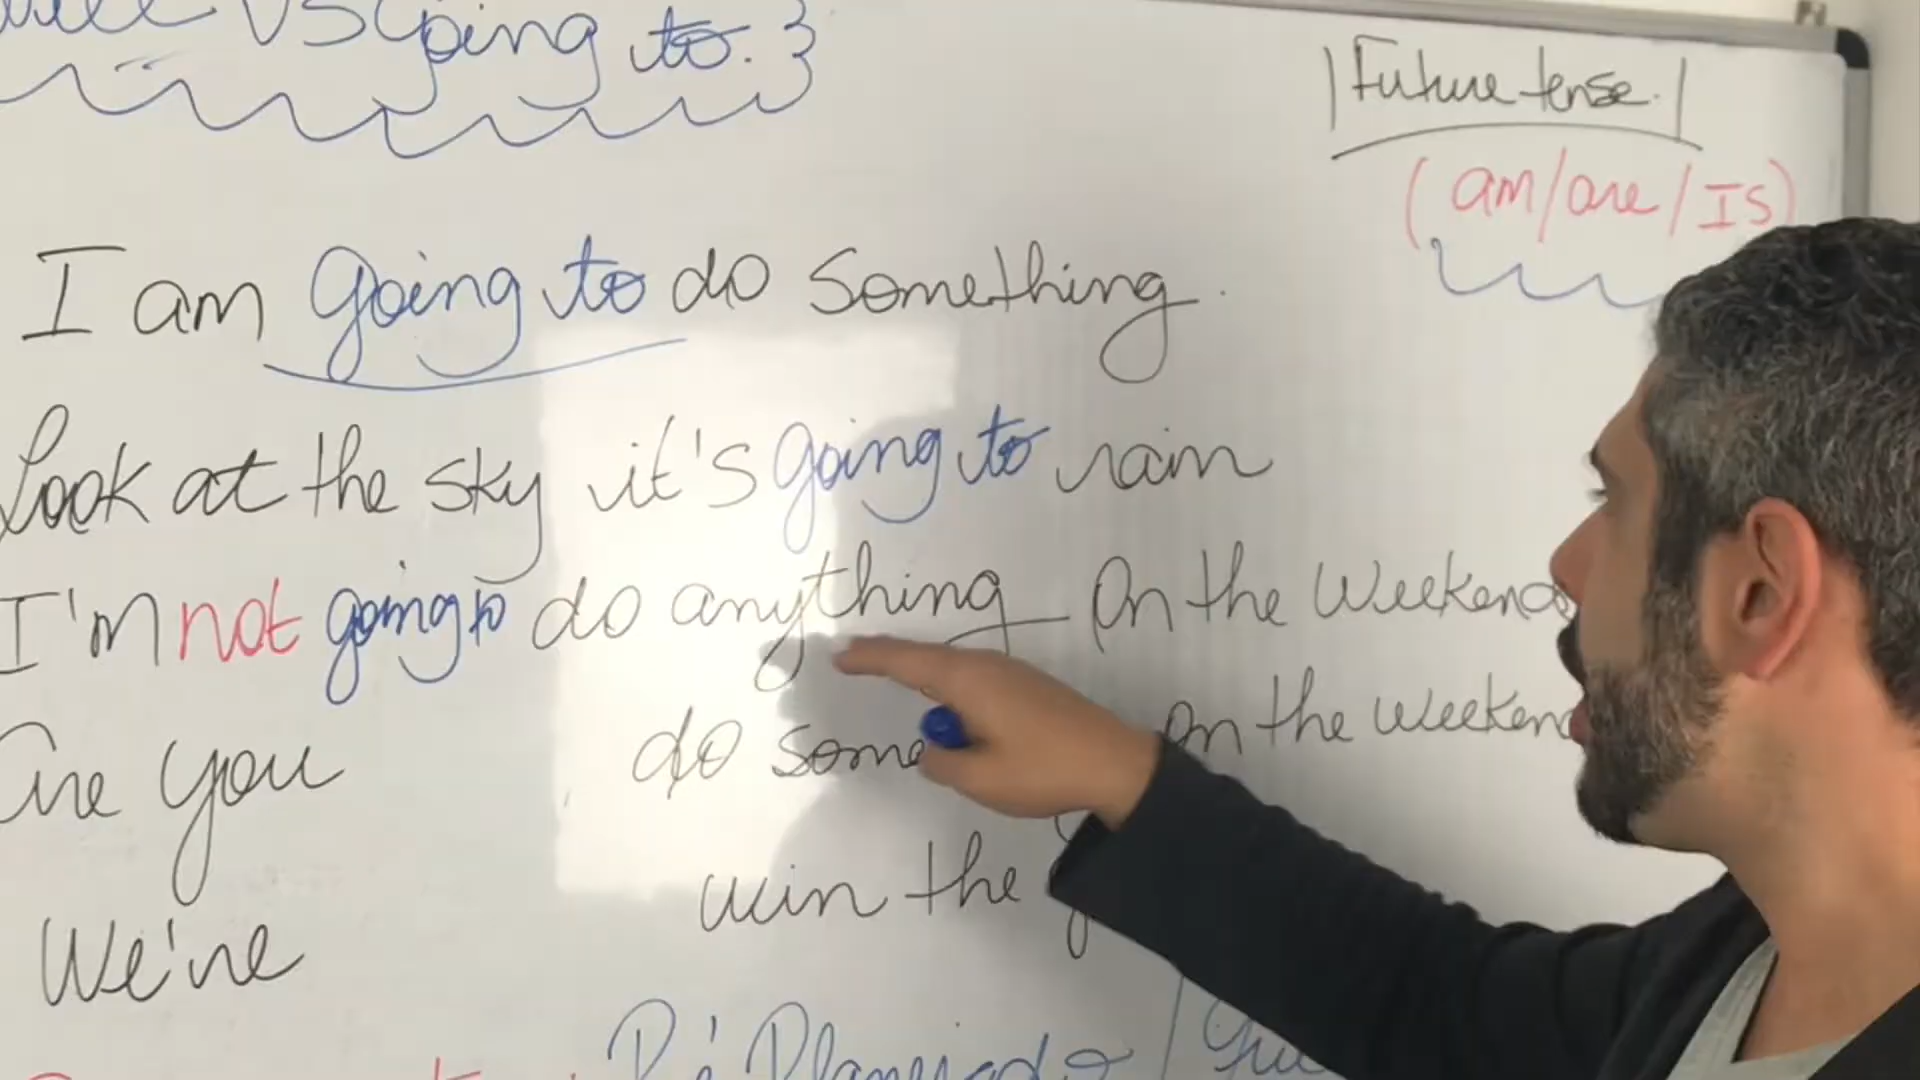 will vs going to. }
| Future tense. |
(am/are/Is)
I am going to do something.
Look at the sky it's going to rain
I'm not going to do anything On the Weekend
are you do some On the weekend
We're win the
Pré Planejado /